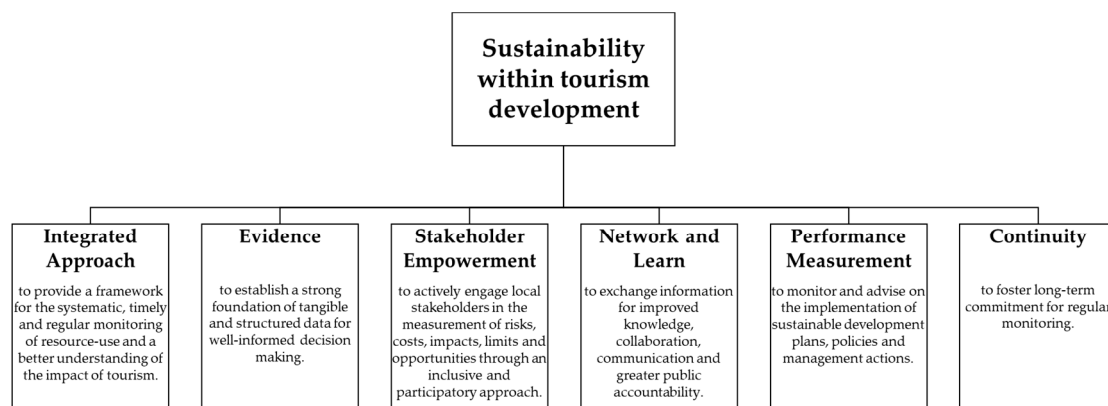 Sustainability
within tourism
development
Integrated
Approach
to provide a framework
for the systematic, timely
and regular monitoring
of resource-use and a
better understanding of
the impact of tourism.
Evidence
to establish a strong
foundation of tangible
and structured data for
well-informed decision
making.
Stakeholder
Empowerment
to actively engage local
stakeholders in the
measurement of risks,
costs, impacts, limits and
opportunities through an
inclusive and
participatory approach.
Network and
Learn
to exchange information
for improved
knowledge,
collaboration,
communication and
greater public
accountability.
Performance
Measurement
to monitor and advise on
the implementation of
sustainable development
plans, policies and
management actions.
Continuity
to foster long-term
commitment for regular
monitoring.